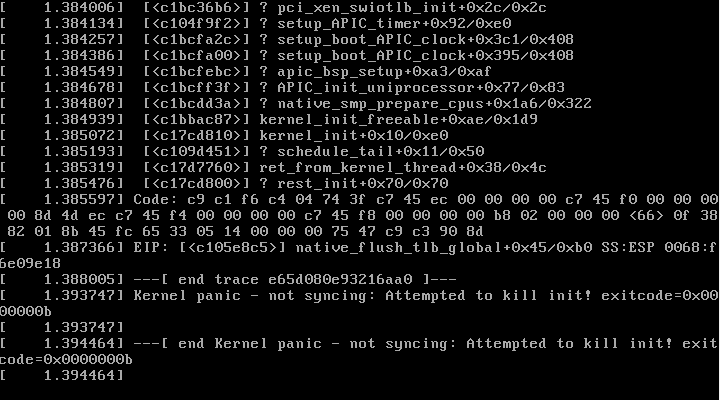 [    1.384006]  [<c1bc36b6>] ? pci_xen_swiotlb_init+0x2c/0x2c
[    1.384134]  [<c104f9f2>] ? setup_APIC_timer+0x92/0xe0
[    1.384257]  [<c1bcfa2c>] ? setup_boot_APIC_clock+0x3c1/0x408
[    1.384386]  [<c1bcfa00>] ? setup_boot_APIC_clock+0x395/0x408
[    1.384549]  [<c1bcfebc>] ? apic_bsp_setup+0xa3/0xaf
[    1.384678]  [<c1bcff3f>] ? APIC_init_uniprocessor+0x77/0x83
[    1.384807]  [<c1bcdd3a>] ? native_smp_prepare_cpus+0x1a6/0x322
[    1.384939]  [<c1bbac87>] kernel_init_freeable+0xae/0x1d9
[    1.385072]  [<c17cd810>] kernel_init+0x10/0xe0
[    1.385193]  [<c109d451>] ? schedule_tail+0x11/0x50
[    1.385319]  [<c17d7760>] ret_from_kernel_thread+0x38/0x4c
[    1.385476]  [<c17cd800>] ? rest_init+0x70/0x70
[    1.385597] Code: c9 c1 f6 c4 04 74 3f c7 45 ec 00 00 00 00 c7 45 f0 00 00 00
 00 8d 4d ec c7 45 f4 00 00 00 00 c7 45 f8 00 00 00 00 b8 02 00 00 00 <66> 0f 38
 82 01 8b 45 fc 65 33 05 14 00 00 00 75 47 c9 c3 90 8d
[    1.387366] EIP: [<c105e8c5>] native_flush_tlb_global+0x45/0xb0 SS:ESP 0068:f
6e09e18
[    1.388005] ---[ end trace e65d080e93216aa0 ]---
[    1.393747] Kernel panic - not syncing: Attempted to kill init! exitcode=0x00
00000b
[    1.393747]
[    1.394464] ---[ end Kernel panic - not syncing: Attempted to kill init! exit
code=0x0000000b
[    1.394464]